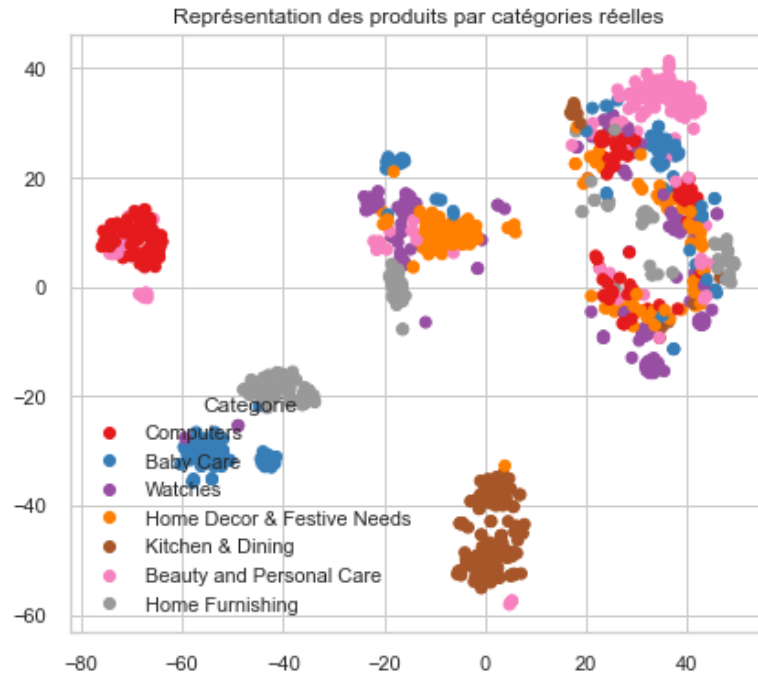 Représentation des produits par catégories réelles
40
20
0
−20
−40
−60
Categorie
Computers
Baby Care
Watches
Home Decor & Festive Needs
Kitchen & Dining
Beauty and Personal Care
Home Furnishing
−80 −60 −40 −20 0 20 40